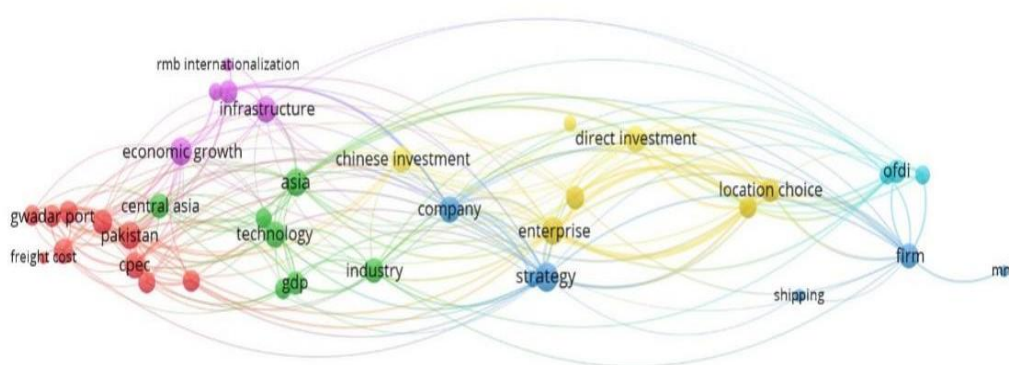 rmb internationalization
infrastructure
direct investment
economic growth
chinese investment
ofdi
asia
location choice
central asia
company
gwadar port
pakistan
technology
enterprise
freight cost
cpec
firm
industry
strategy
gdp
shipping